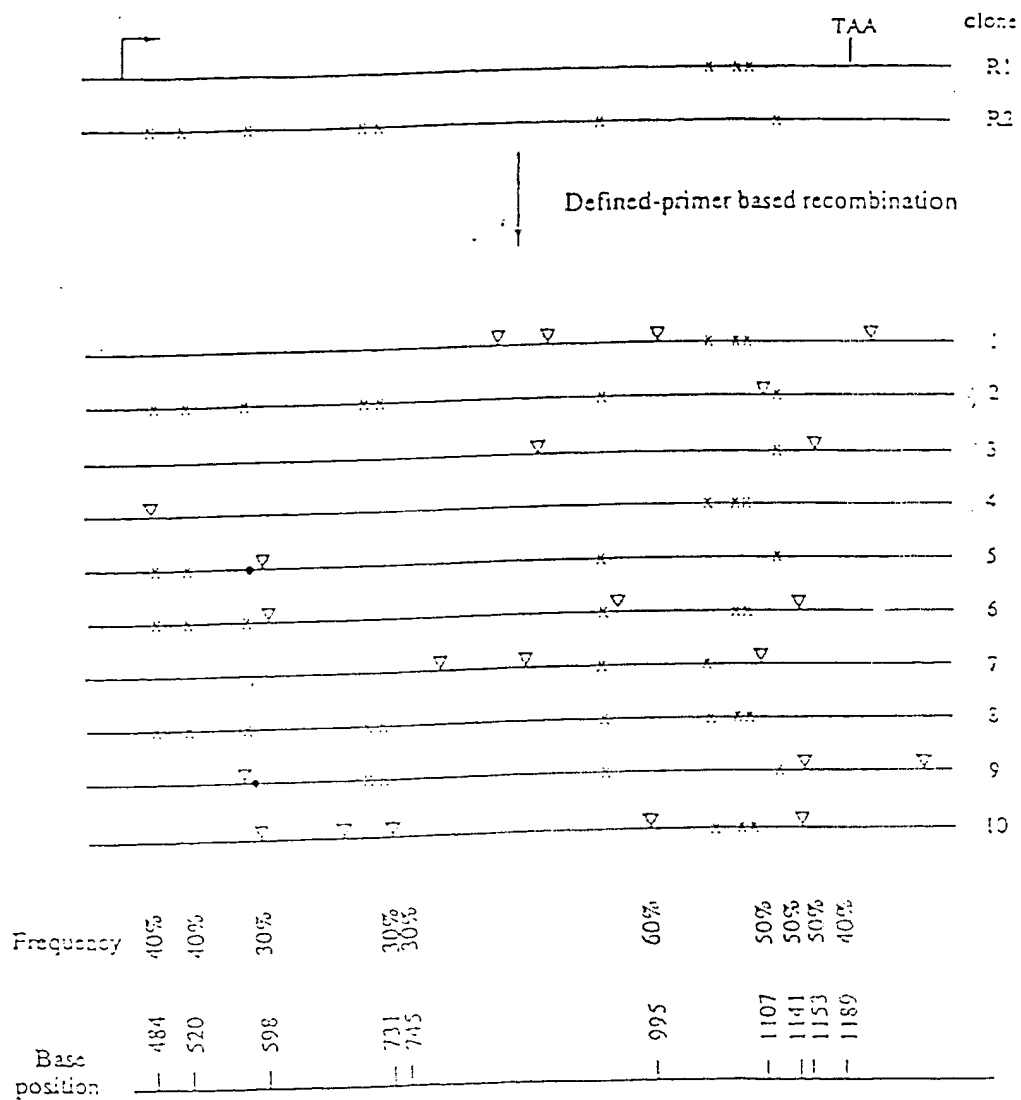 TAA
clone
R1
R2
Defined-primer based recombination
1
2
3
4
5
6
7
8
9
10
Frequency 40% 40% 30% 30% 30% 60% 50% 50% 50% 40%
Base position 484 520 598 731 745 995 1107 1141 1153 1189